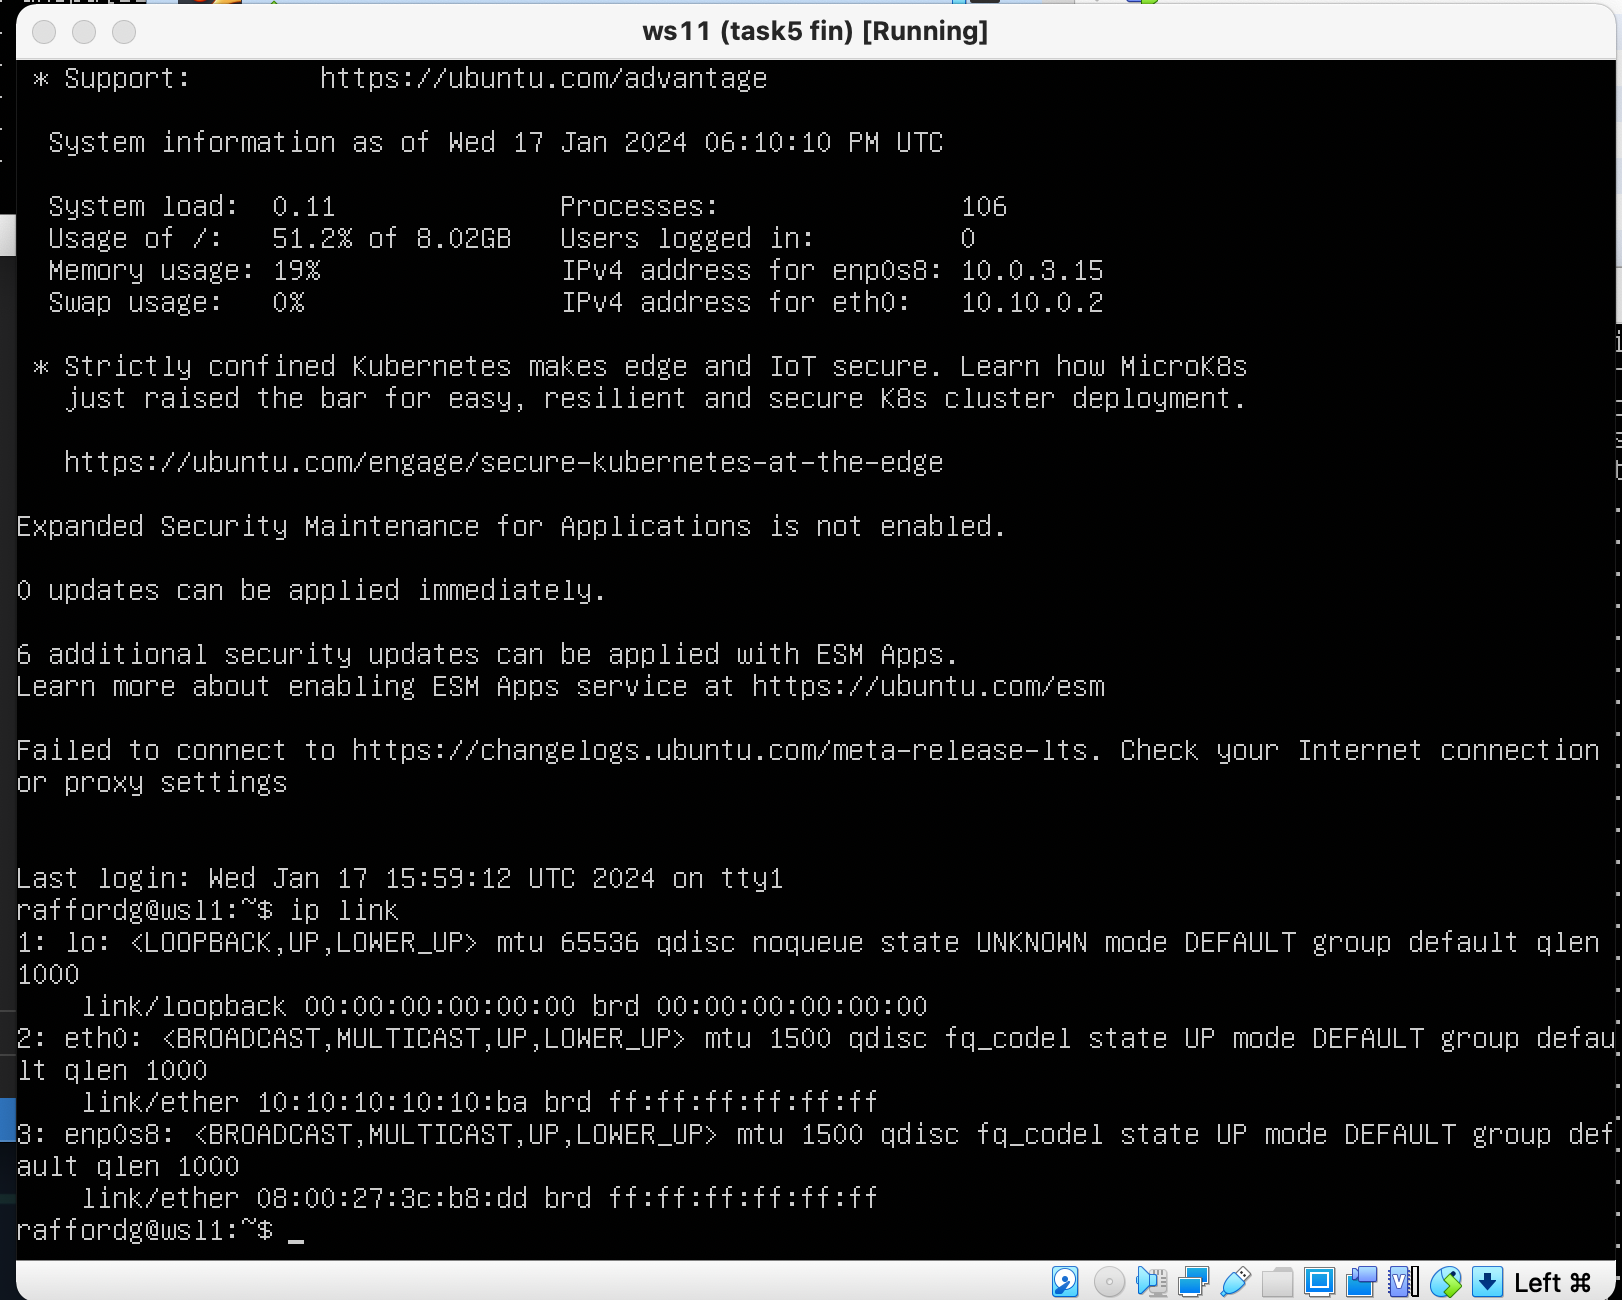 ws11 (task5 fin) [Running]
* Support: https://ubuntu.com/advantage
System information as of Wed 17 Jan 2024 06:10:10 PM UTC
System load: 0.11 Processes: 106
Usage of /: 51.2% of 8.02GB Users logged in: 0
Memory usage: 19% IPv4 address for enp0s8: 10.0.3.15
Swap usage: 0% IPv4 address for eth0: 10.10.0.2
* Strictly confined Kubernetes makes edge and IoT secure. Learn how MicroK8s
just raised the bar for easy, resilient and secure K8s cluster deployment.
https://ubuntu.com/engage/secure-kubernetes-at-the-edge
Expanded Security Maintenance for Applications is not enabled.
0 updates can be applied immediately.
6 additional security updates can be applied with ESM Apps.
Learn more about enabling ESM Apps service at https://ubuntu.com/esm
Failed to connect to https://changelogs.ubuntu.com/meta-release-lts. Check your Internet connection
or proxy settings
Last login: Wed Jan 17 15:59:12 UTC 2024 on tty1
raffordg@wsl1:~$ ip link
1: lo: <LOOPBACK,UP,LOWER_UP> mtu 65536 qdisc noqueue state UNKNOWN mode DEFAULT group default qlen
1000
link/loopback 00:00:00:00:00:00 brd 00:00:00:00:00:00
2: eth0: <BROADCAST,MULTICAST,UP,LOWER_UP> mtu 1500 qdisc fq_codel state UP mode DEFAULT group defau
lt qlen 1000
link/ether 10:10:10:10:10:ba brd ff:ff:ff:ff:ff:ff
3: enp0s8: <BROADCAST,MULTICAST,UP,LOWER_UP> mtu 1500 qdisc fq_codel state UP mode DEFAULT group def
ault qlen 1000
link/ether 08:00:27:3c:b8:dd brd ff:ff:ff:ff:ff:ff
raffordg@wsl1:~$ _
Left ⌘